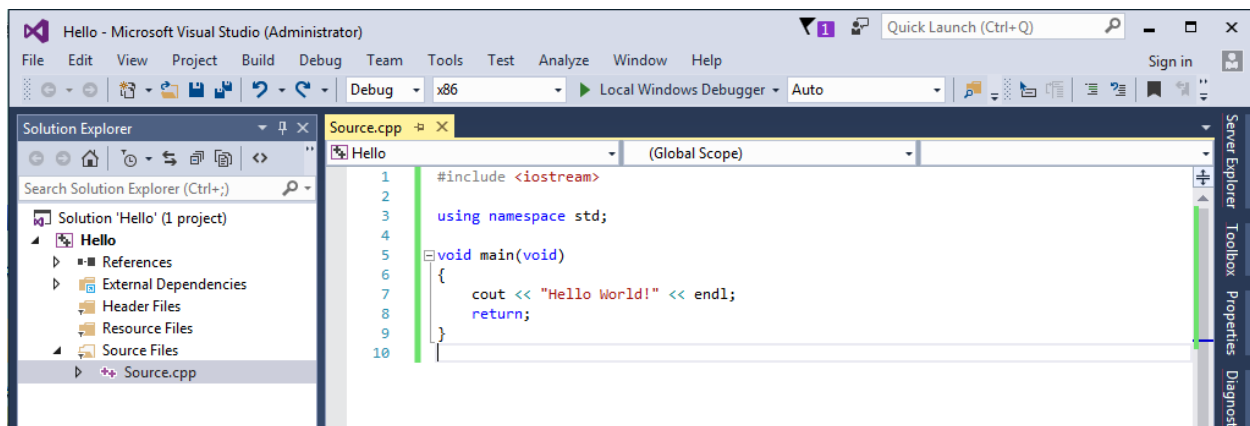 Hello - Microsoft Visual Studio (Administrator)
1
Quick Launch (Ctrl+Q)
File Edit View Project Build Debug Team Tools Test Analyze Window Help
Sign in
Debug x86 Local Windows Debugger Auto
Solution Explorer
Search Solution Explorer (Ctrl+;)
Solution 'Hello' (1 project)
Hello
References
External Dependencies
Header Files
Resource Files
Source Files
Source.cpp
Source.cpp
Hello (Global Scope)
1 #include <iostream>
2
3 using namespace std;
4
5 void main(void)
6 {
7 cout << "Hello World!" << endl;
8 return;
9 }
10
Server Explorer
Toolbox
Properties
Diagnost